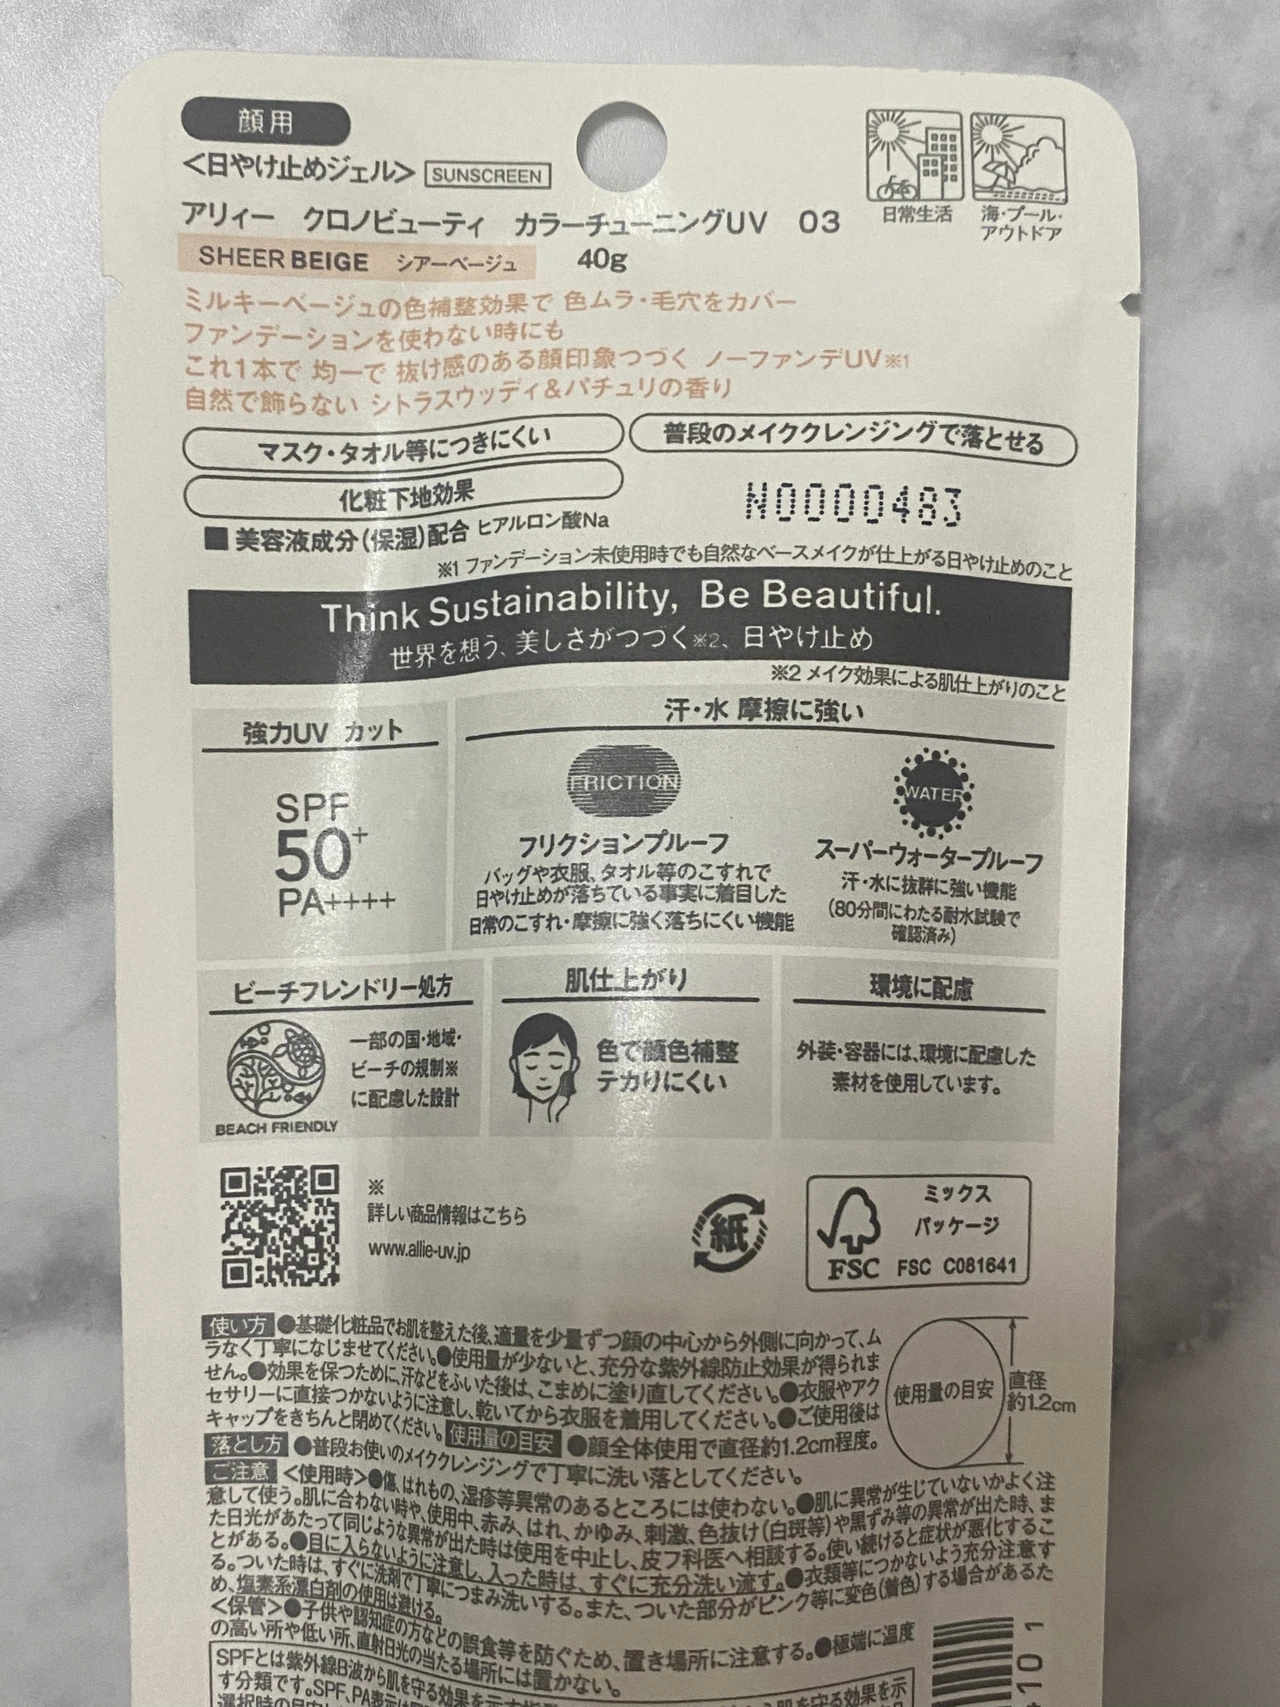 顔用
<日やけ止めジェル> SUNSCREEN
アリィー クロノビューティ カラーチューニングUV 03
SHEER BEIGE シアーベージュ 40g
日常生活
海・プール・
アウトドア
ミルキーベージュの色補整効果で 色ムラ・毛穴をカバー
ファンデーションを使わない時にも
これ1本で 均一で 抜け感のある顔印象つづく ノーファンデUV※1
自然で飾らない シトラスウッディ&パチュリの香り
マスク・タオル等につきにくい
普段のメイククレンジングで落とせる
化粧下地効果
N0000483
■美容液成分(保湿)配合 ヒアルロン酸Na
※1 ファンデーション未使用時でも自然なベースメイクが仕上がる日やけ止めのこと
Think Sustainability, Be Beautiful.
世界を想う、美しさがつづく※2、日やけ止め
※2 メイク効果による肌仕上がりのこと
強力UV カット
SPF
50+
PA++++
汗・水 摩擦に強い
FRICTION
フリクションプルーフ
バッグや衣服、タオル等のこすれで
日やけ止めが落ちている事実に着目した
日常のこすれ・摩擦に強く落ちにくい機能
WATER
スーパーウォータープルーフ
汗・水に抜群に強い機能
(80分間にわたる耐水試験で
確認済み)
ビーチフレンドリー処方
BEACH FRIENDLY
一部の国・地域・
ビーチの規制※
に配慮した設計
肌仕上がり
色で顔色補整
テカりにくい
環境に配慮
外装・容器には、環境に配慮した
素材を使用しています。
※
詳しい商品情報はこちら
www.allie-uv.jp
紙
FSC
ミックス
パッケージ
FSC C081641
使い方 ●基礎化粧品でお肌を整えた後、適量を少量ずつ顔の中心から外側に向かって、ム
ラなく丁寧になじませてください。●使用量が少ないと、充分な紫外線防止効果が得られま
せん。●効果を保つために、汗などをふいた後は、こまめに塗り直してください。●衣服やアク
セサリーに直接つかないように注意し、乾いてから衣服を着用してください。●ご使用後は
キャップをきちんと閉めてください。 使用量の目安 ●顔全体使用で直径約1.2cm程度。
使用量の目安
直径
約1.2cm
落とし方 ●普段お使いのメイククレンジングで丁寧に洗い落としてください。
ご注意 <使用時>●傷、はれもの、湿疹等異常のあるところには使わない。●肌に異常が生じていないかよく注
意して使う。肌に合わない時や、使用中、赤み、はれ、かゆみ、刺激、色抜け(白斑等)や黒ずみ等の異常が出た時、ま
た日光があたって同じような異常が出た時は使用を中止し、皮フ科医へ相談する。使い続けると症状が悪化するこ
とがある。●目に入らないように注意し、入った時は、すぐに充分洗い流す。●衣類等につかないよう充分注意す
る。ついた時は、すぐに洗剤で丁寧につまみ洗いする。また、ついた部分がピンク等に変色(着色)する場合があるた
め、塩素系漂白剤の使用は避ける。
<保管>●子供や認知症の方などの誤食等を防ぐため、置き場所に注意する。●極端に温度
の高い所や低い所、直射日光の当たる場所には置かない。
SPFとは紫外線B波から肌を守る効果を示す
肌を守る効果を示
す分類です。SPF、PA表示は